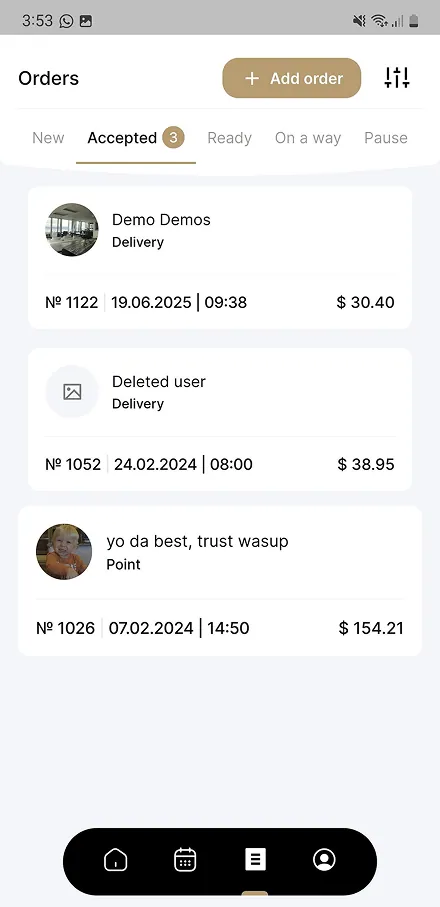 3:53
Orders
+ Add order
New Accepted 3 Ready On a way Pause
Demo Demos
Delivery
№ 1122 | 19.06.2025 | 09:38 $ 30.40
Deleted user
Delivery
№ 1052 | 24.02.2024 | 08:00 $ 38.95
yo da best, trust wasup
Point
№ 1026 | 07.02.2024 | 14:50 $ 154.21